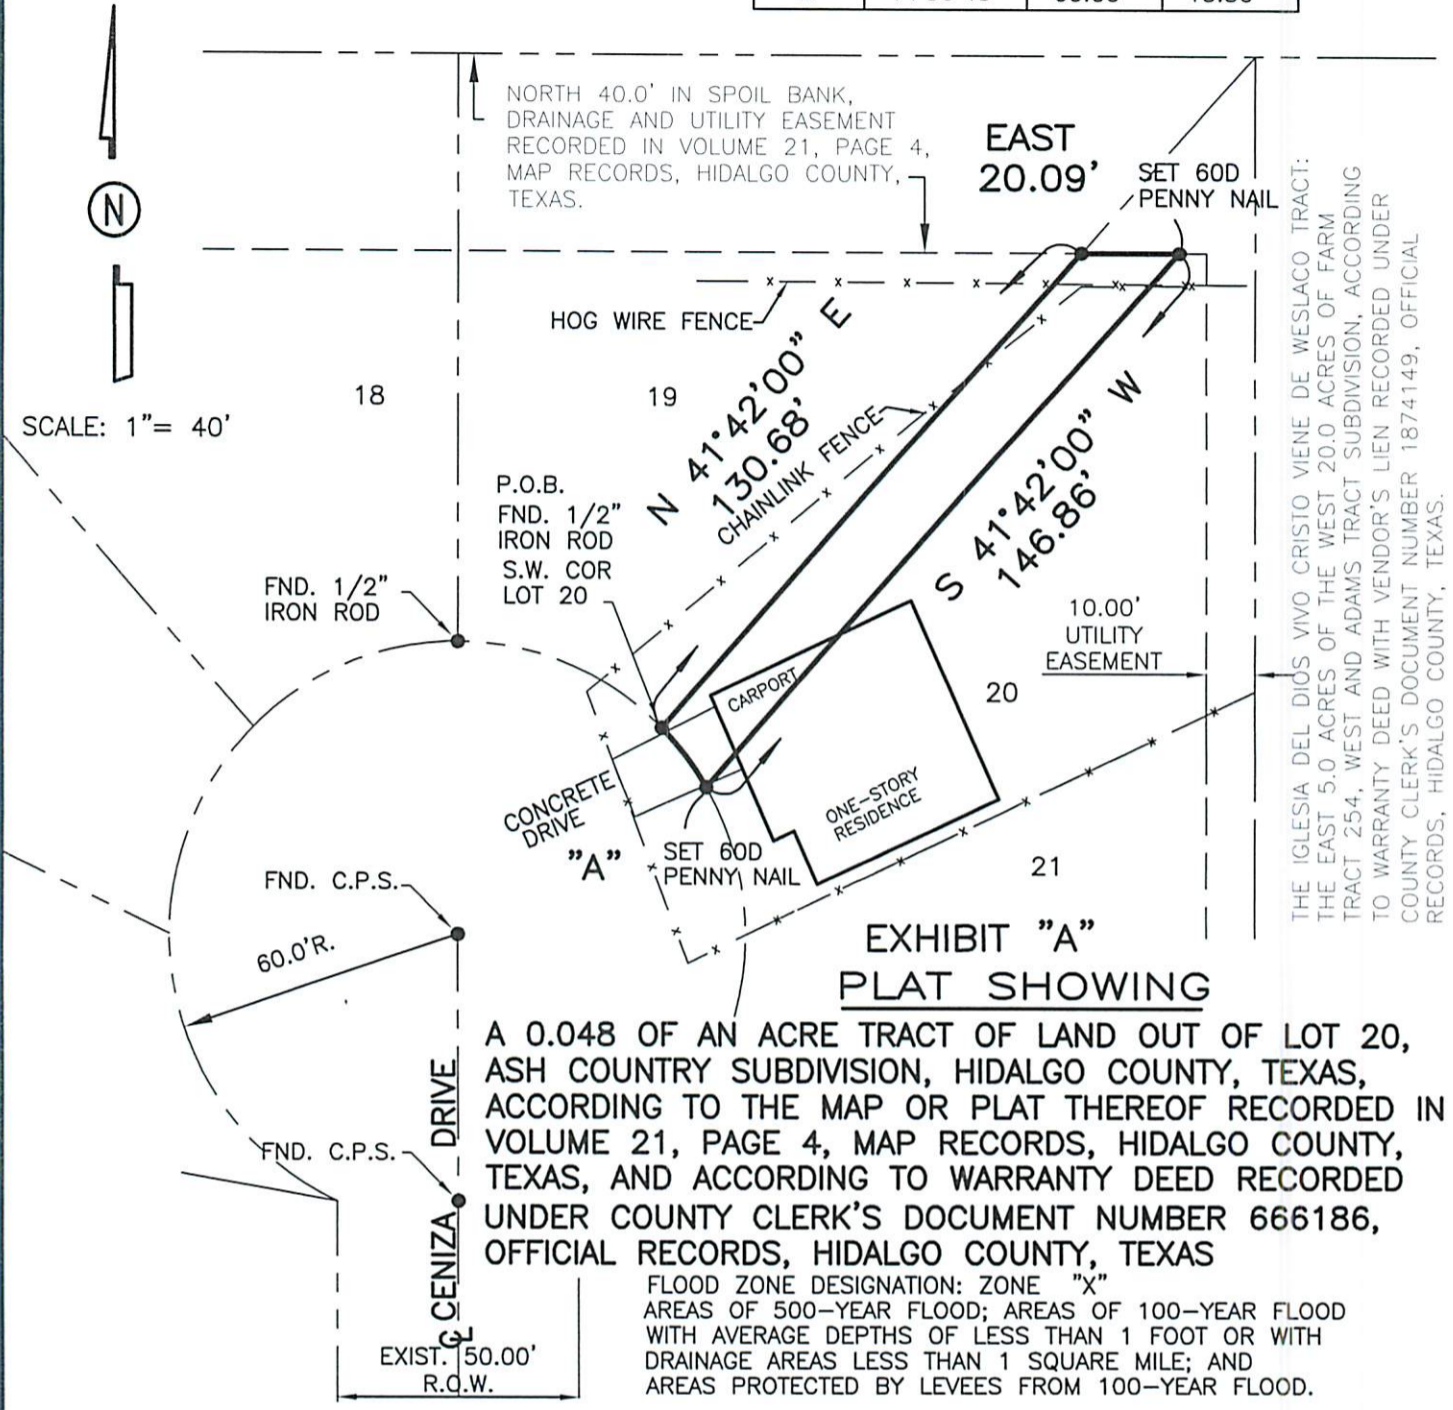 NORTH 40.0' IN SPOIL BANK,
DRAINAGE AND UTILITY EASEMENT
RECORDED IN VOLUME 21, PAGE 4,
MAP RECORDS, HIDALGO COUNTY,
TEXAS.
EAST
20.09'
SET 60D
PENNY NAIL
N
SCALE: 1"= 40'
HOG WIRE FENCE
18
19
N 41°42'00" E
130.68'
CHAINLINK FENCE
S 41°42'00" W
146.86'
P.O.B.
FND. 1/2"
IRON ROD
S.W. COR
LOT 20
FND. 1/2"
IRON ROD
10.00'
UTILITY
EASEMENT
20
CARPORT
ONE-STORY
RESIDENCE
CONCRETE
DRIVE
"A"
SET 60D
PENNY NAIL
21
FND. C.P.S.
60.0'R.
FND. C.P.S.
CENIZA DRIVE
EXIST. 50.00'
R.O.W.
THE IGLESIA DEL DIOS VIVO CRISTO VIENE DE WESLACO TRACT:
THE EAST 5.0 ACRES OF THE WEST 20.0 ACRES OF FARM
TRACT 254, WEST AND ADAMS TRACT SUBDIVISION, ACCORDING
TO WARRANTY DEED WITH VENDOR'S LIEN RECORDED UNDER
COUNTY CLERK'S DOCUMENT NUMBER 1874149, OFFICIAL
RECORDS, HIDALGO COUNTY, TEXAS.
EXHIBIT "A"
PLAT SHOWING
A 0.048 OF AN ACRE TRACT OF LAND OUT OF LOT 20,
ASH COUNTRY SUBDIVISION, HIDALGO COUNTY, TEXAS,
ACCORDING TO THE MAP OR PLAT THEREOF RECORDED IN
VOLUME 21, PAGE 4, MAP RECORDS, HIDALGO COUNTY,
TEXAS, AND ACCORDING TO WARRANTY DEED RECORDED
UNDER COUNTY CLERK'S DOCUMENT NUMBER 666186,
OFFICIAL RECORDS, HIDALGO COUNTY, TEXAS
FLOOD ZONE DESIGNATION: ZONE "X"
AREAS OF 500-YEAR FLOOD; AREAS OF 100-YEAR FLOOD
WITH AVERAGE DEPTHS OF LESS THAN 1 FOOT OR WITH
DRAINAGE AREAS LESS THAN 1 SQUARE MILE; AND
AREAS PROTECTED BY LEVEES FROM 100-YEAR FLOOD.